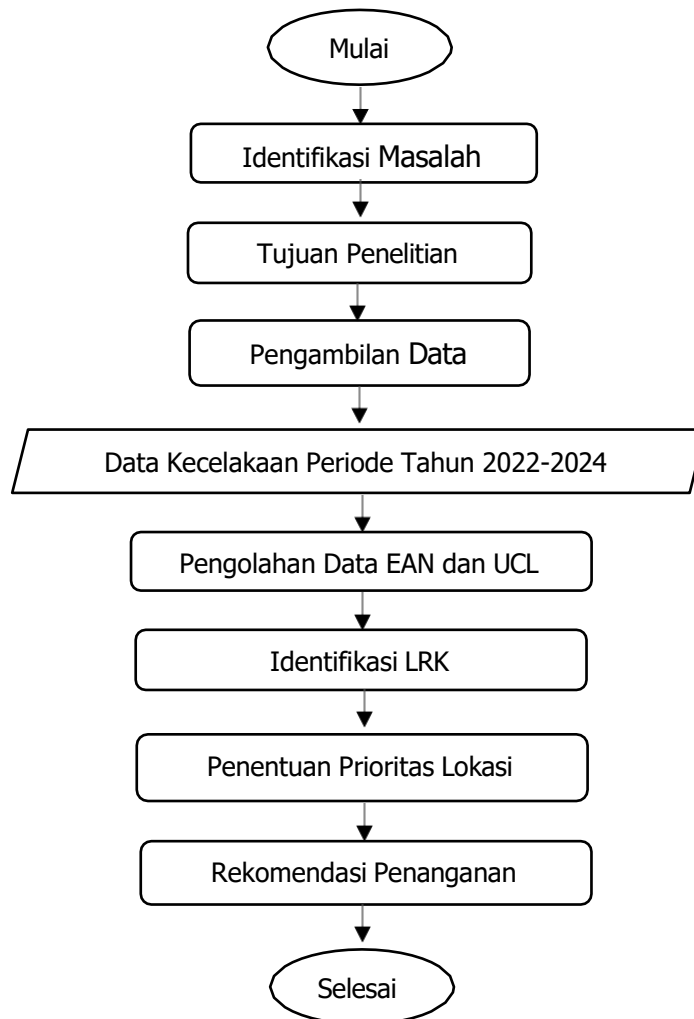 Mulai
Identifikasi Masalah
Tujuan Penelitian
Pengambilan Data
Data Kecelakaan Periode Tahun 2022-2024
Pengolahan Data EAN dan UCL
Identifikasi LRK
Penentuan Prioritas Lokasi
Rekomendasi Penanganan
Selesai